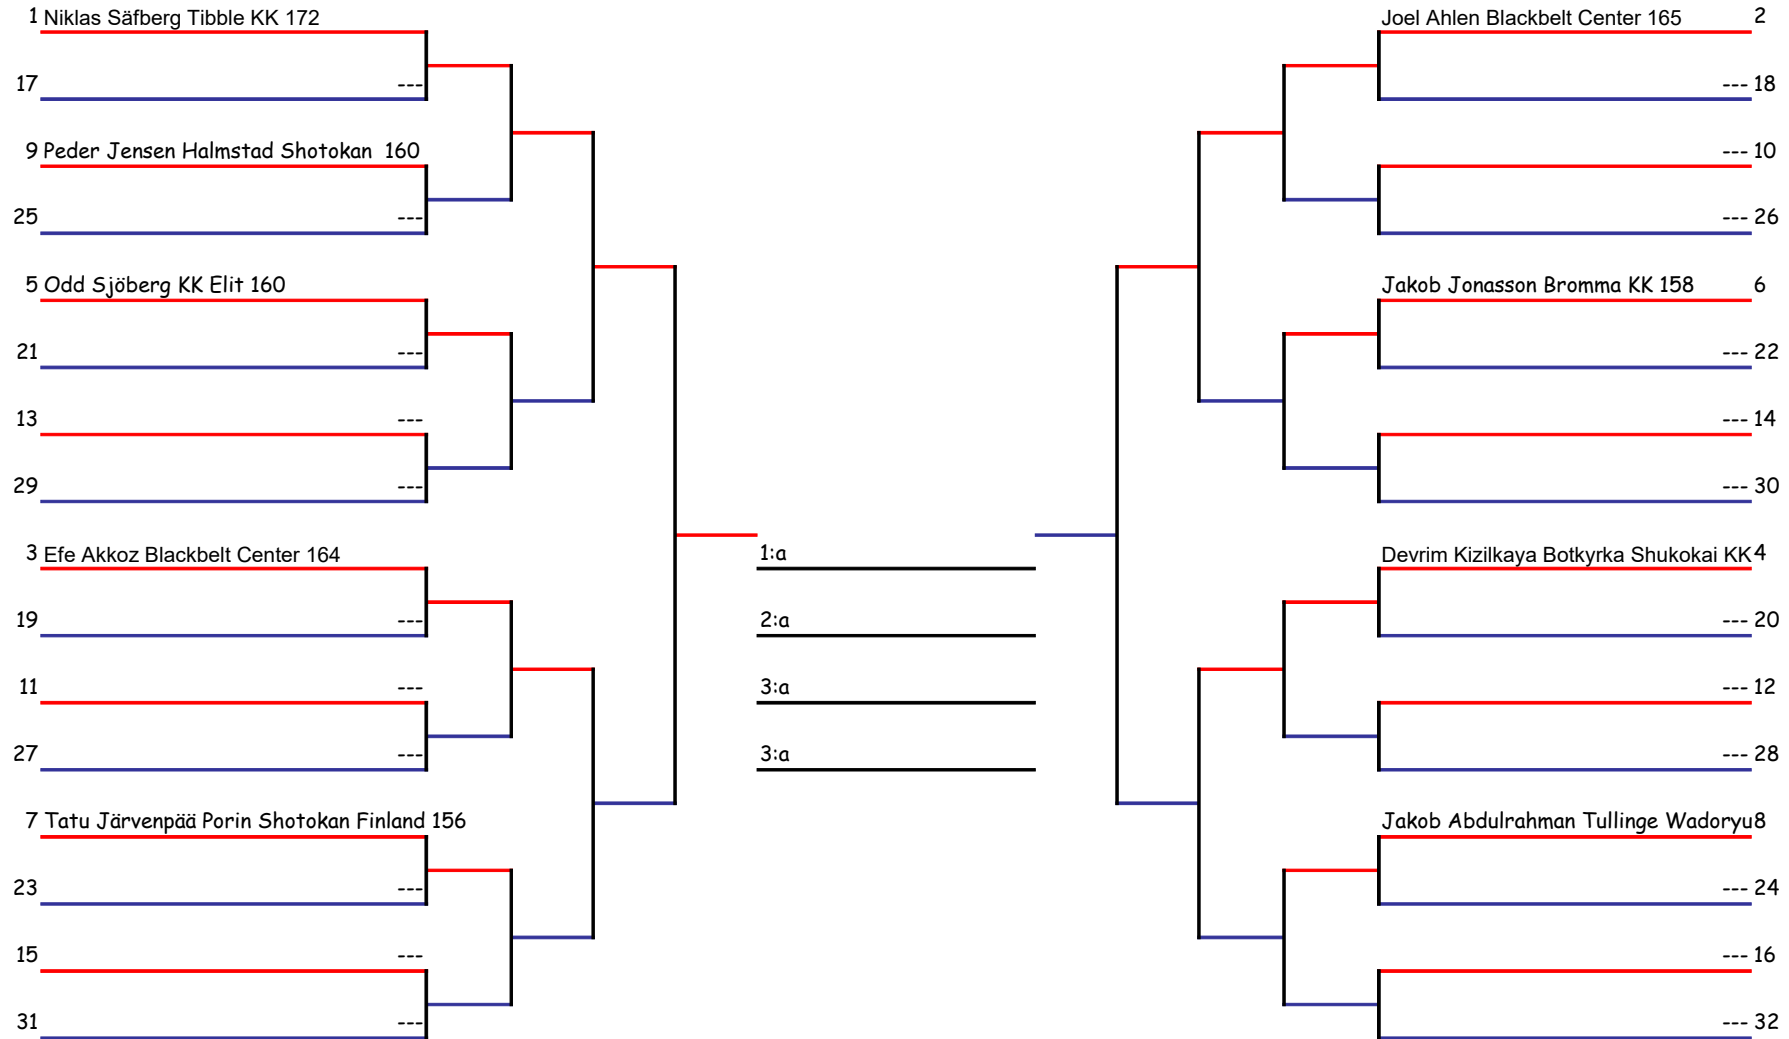 1 Niklas Säfberg Tibble KK 172
17 ---
9 Peder Jensen Halmstad Shotokan 160
25 ---
5 Odd Sjöberg KK Elit 160
21 ---
13 ---
29 ---
3 Efe Akkoz Blackbelt Center 164
19 ---
11 ---
27 ---
7 Tatu Järvenpää Porin Shotokan Finland 156
23 ---
15 ---
31 ---
1:a
2:a
3:a
3:a
Joel Ahlen Blackbelt Center 165 2
--- 18
--- 10
--- 26
Jakob Jonasson Bromma KK 158 6
--- 22
--- 14
--- 30
Devrim Kizilkaya Botkyrka Shukokai KK 4
--- 20
--- 12
--- 28
Jakob Abdulrahman Tullinge Wadoryu 8
--- 24
--- 16
--- 32